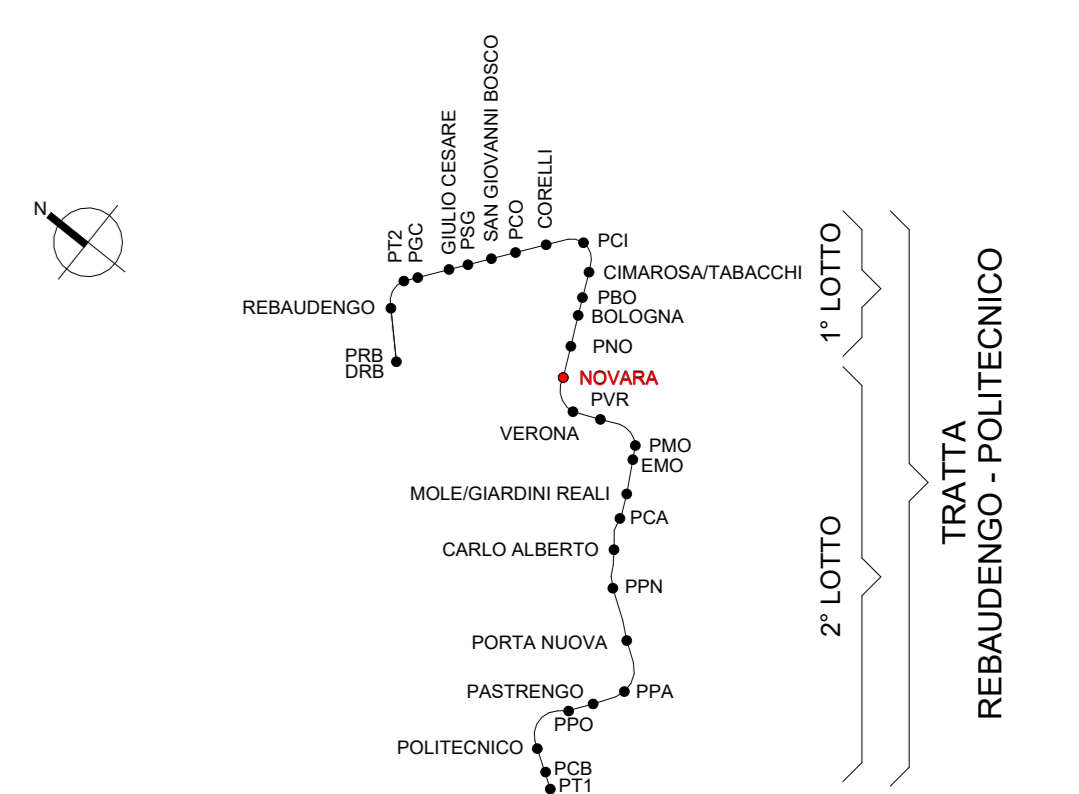 N
PT2
PGC
GIULIO CESARE
PSG
SAN GIOVANNI BOSCO
PCO
CORELLI
PCI
CIMAROSA/TABACCHI
REBAUDENGO
PBO
BOLOGNA
PRB
DRB
PNO
NOVARA
PVR
VERONA
PMO
EMO
MOLE/GIARDINI REALI
PCA
CARLO ALBERTO
PPN
PORTA NUOVA
PASTRENGO
PPA
PPO
POLITECNICO
PCB
PT1
1° LOTTO
2° LOTTO
TRATTA
REBAUDENGO - POLITECNICO